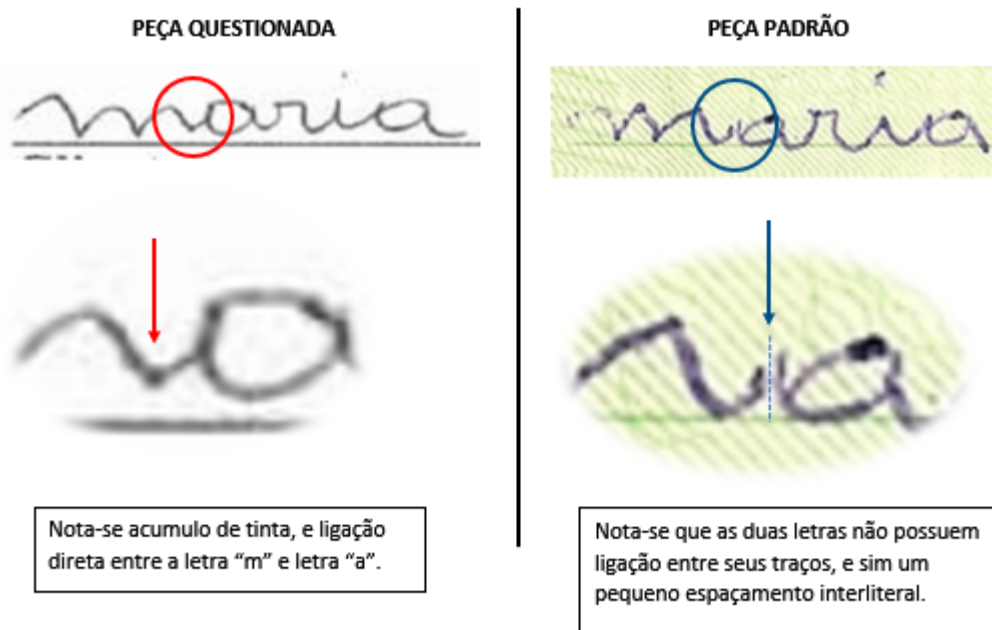 PEÇA QUESTIONADA
maria
Nota-se acumulo de tinta, e ligação
direta entre a letra “m” e letra “a”.
PEÇA PADRÃO
maria
Nota-se que as duas letras não possuem
ligação entre seus traços, e sim um
pequeno espaçamento interliteral.